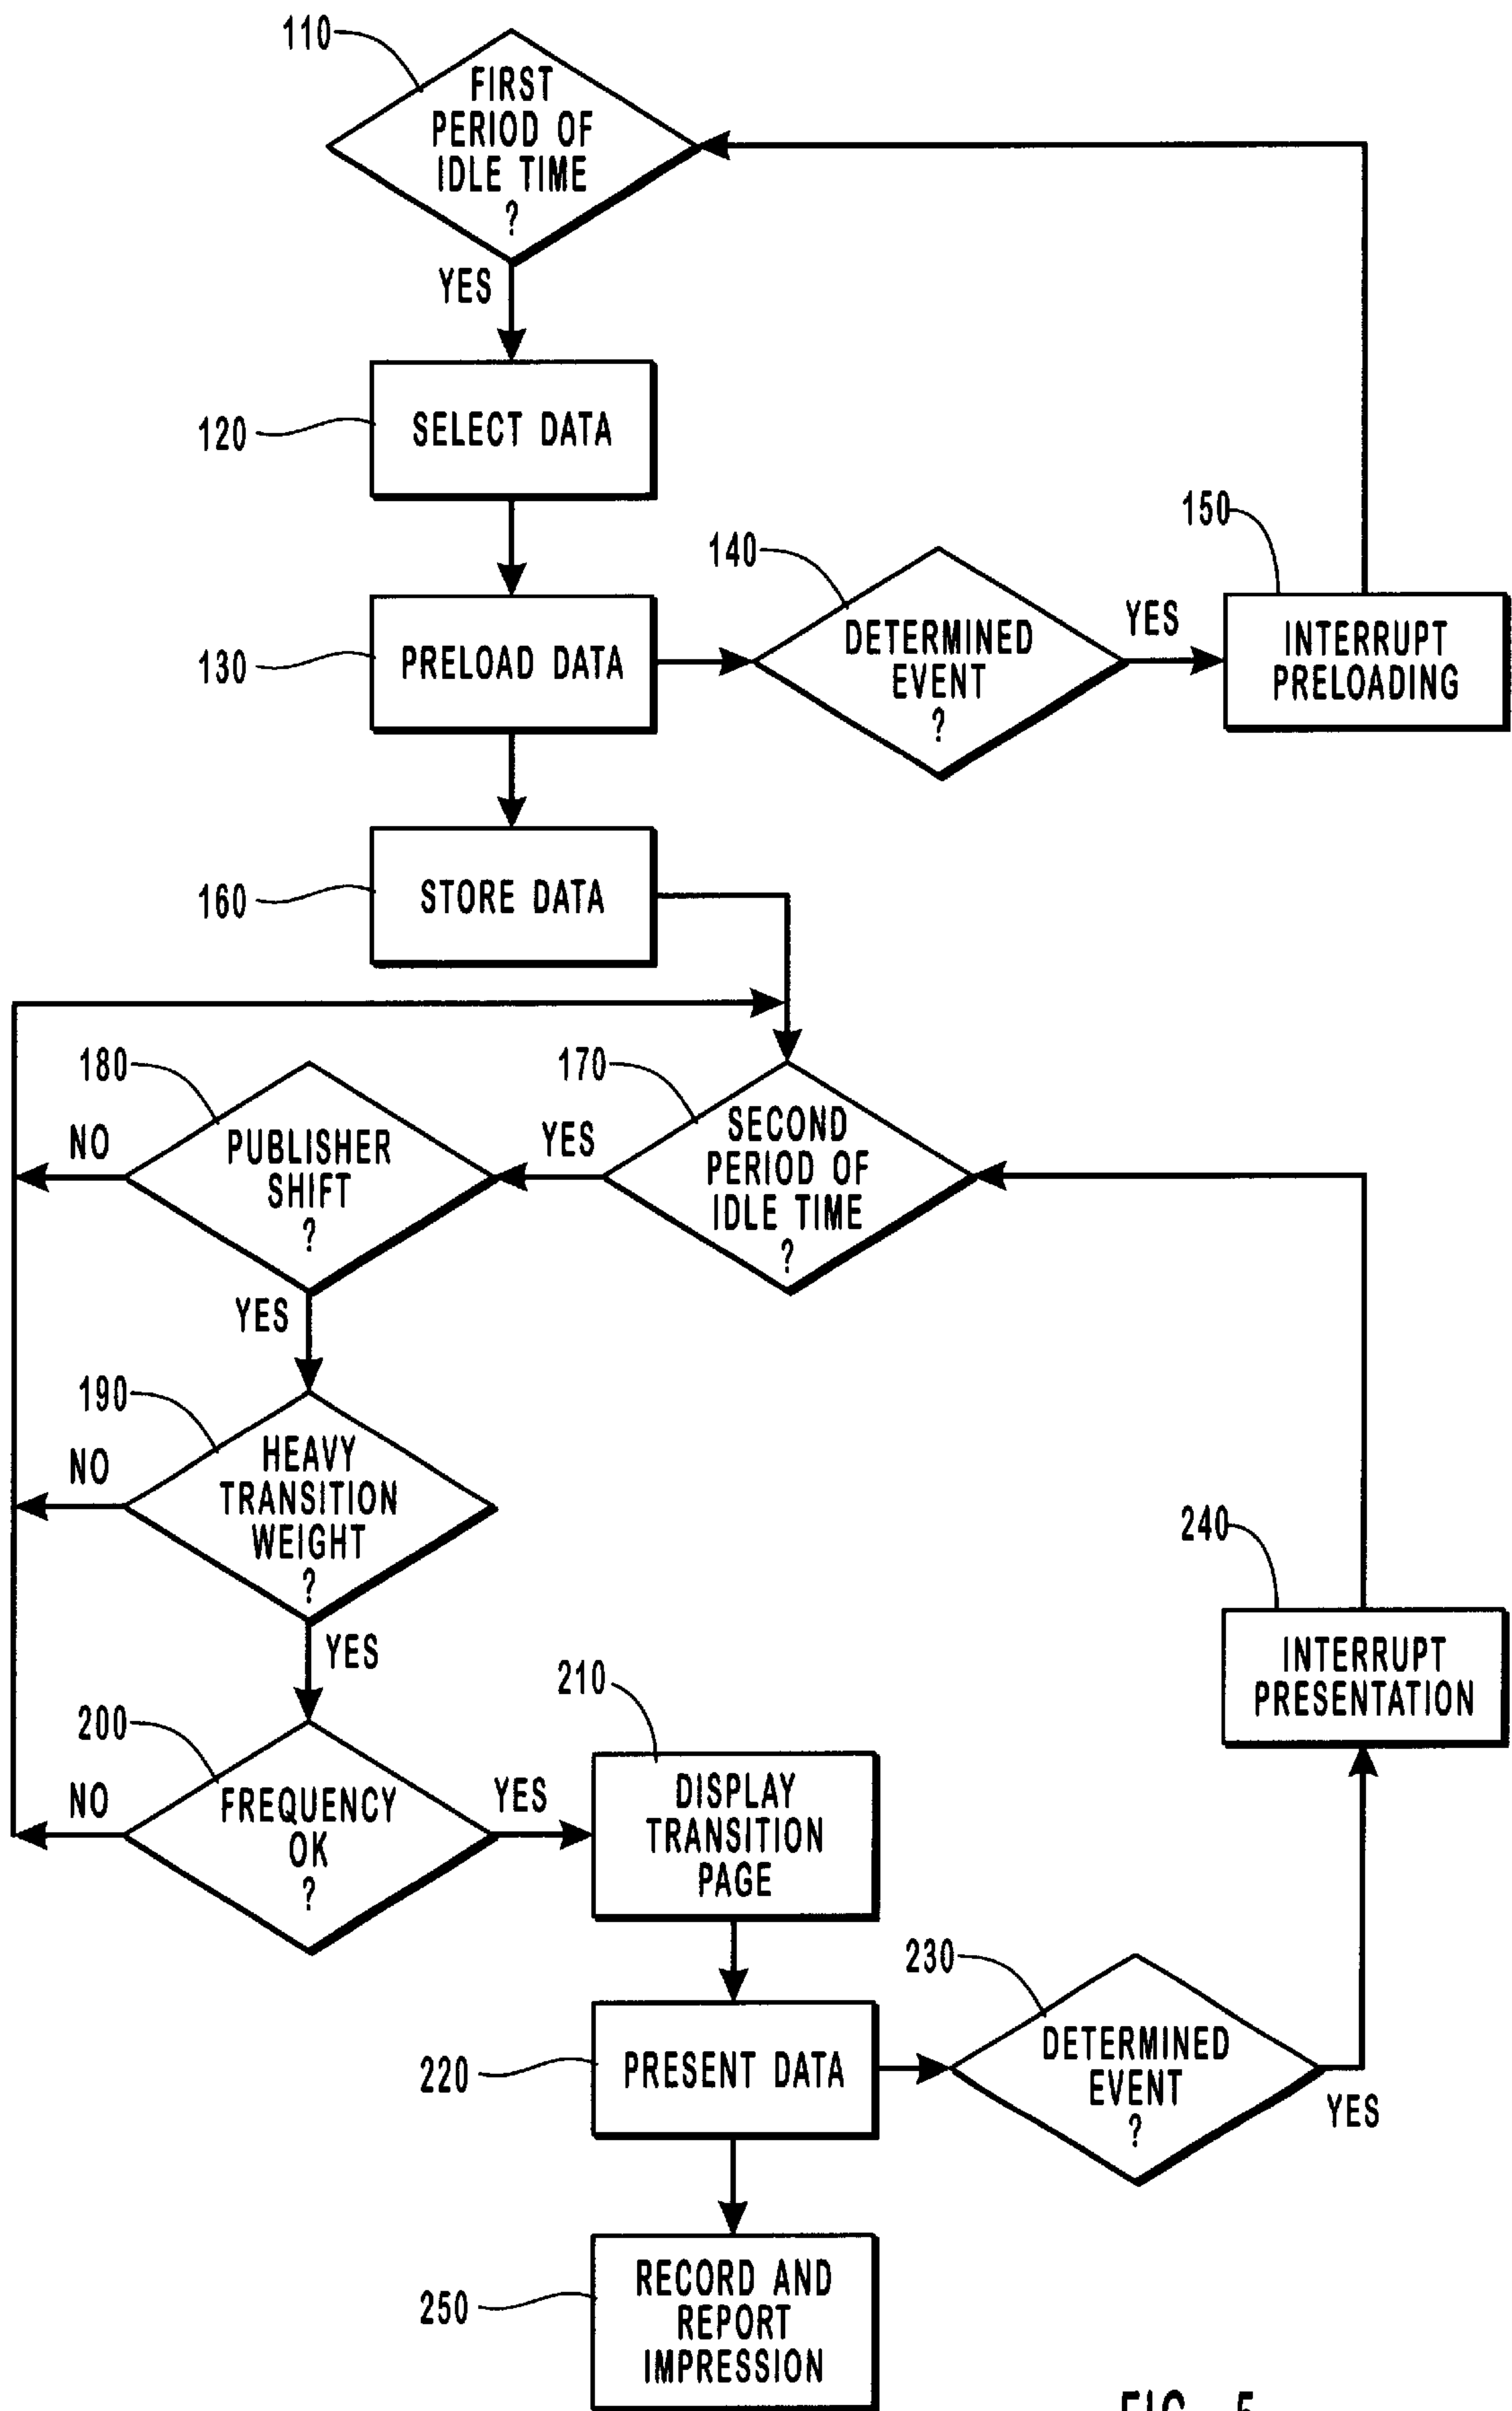 110
FIRST
PERIOD OF
IDLE TIME
?
YES
120
SELECT DATA
130
PRELOAD DATA
140
DETERMINED
EVENT
?
YES
150
INTERRUPT
PRELOADING
160
STORE DATA
170
SECOND
PERIOD OF
IDLE TIME
?
YES
180
PUBLISHER
SHIFT
?
NO
YES
190
HEAVY
TRANSITION
WEIGHT
?
NO
YES
200
FREQUENCY
OK
?
NO
YES
210
DISPLAY
TRANSITION
PAGE
220
PRESENT DATA
230
DETERMINED
EVENT
?
YES
240
INTERRUPT
PRESENTATION
250
RECORD AND
REPORT
IMPRESSION
FIG. 5